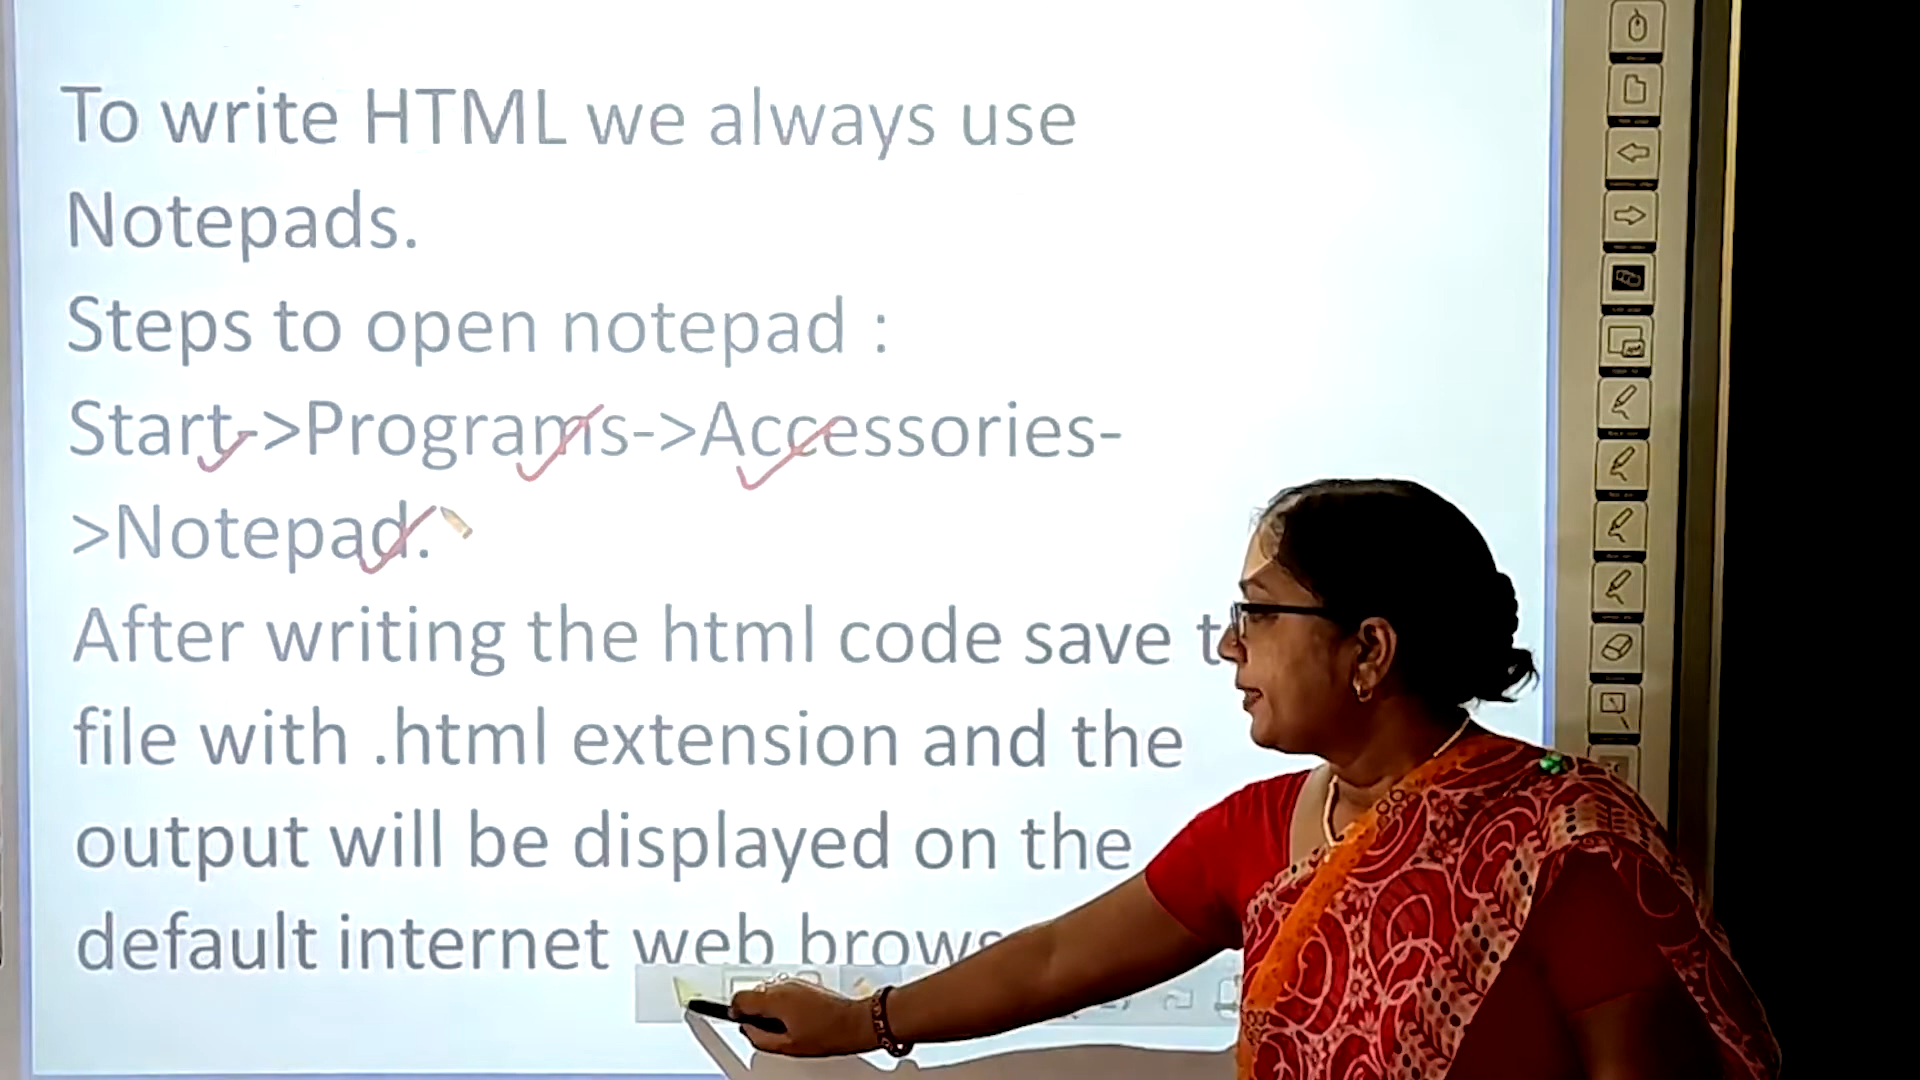 To write HTML we always use
Notepads.
Steps to open notepad :
Start->Programs->Accessories-
>Notepad.
After writing the html code save
file with .html extension and the
output will be displayed on the
default internet web